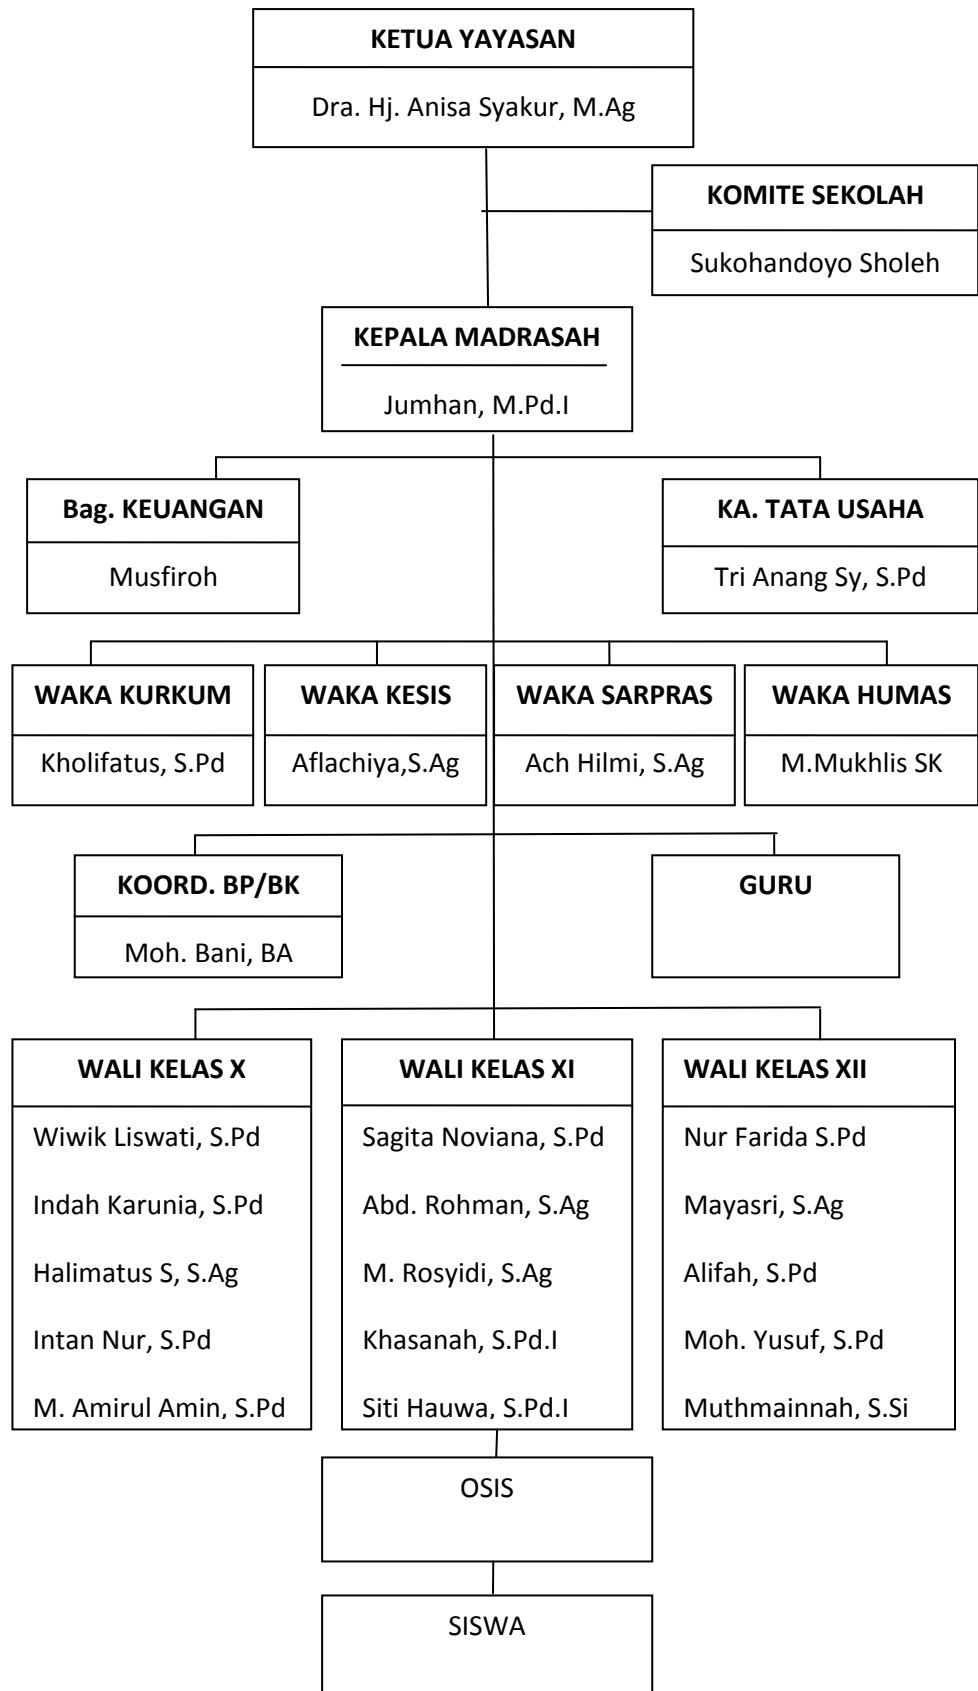 KETUA YAYASAN
Dra. Hj. Anisa Syakur, M.Ag
KOMITE SEKOLAH
Sukohandoyo Sholeh
KEPALA MADRASAH
Jumhan, M.Pd.I
Bag. KEUANGAN
Musfiroh
KA. TATA USAHA
Tri Anang Sy, S.Pd
WAKA KURKUM
Kholifatus, S.Pd
WAKA KESIS
Aflachiya,S.Ag
WAKA SARPRAS
Ach Hilmi, S.Ag
WAKA HUMAS
M.Mukhlis SK
KOORD. BP/BK
Moh. Bani, BA
GURU
WALI KELAS X
Wiwik Liswati, S.Pd
Indah Karunia, S.Pd
Halimatus S, S.Ag
Intan Nur, S.Pd
M. Amirul Amin, S.Pd
WALI KELAS XI
Sagita Noviana, S.Pd
Abd. Rohman, S.Ag
M. Rosyidi, S.Ag
Khasanah, S.Pd.I
Siti Hauwa, S.Pd.I
WALI KELAS XII
Nur Farida S.Pd
Mayasri, S.Ag
Alifah, S.Pd
Moh. Yusuf, S.Pd
Muthmainnah, S.Si
OSIS
SISWA